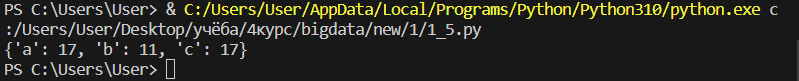 PS C:\Users\User> & C:/Users/User/AppData/Local/Programs/Python/Python310/python.exe c
:/Users/User/Desktop/учёба/4курс/bigdata/new/1/1_5.py
{'a': 17, 'b': 11, 'c': 17}
PS C:\Users\User>